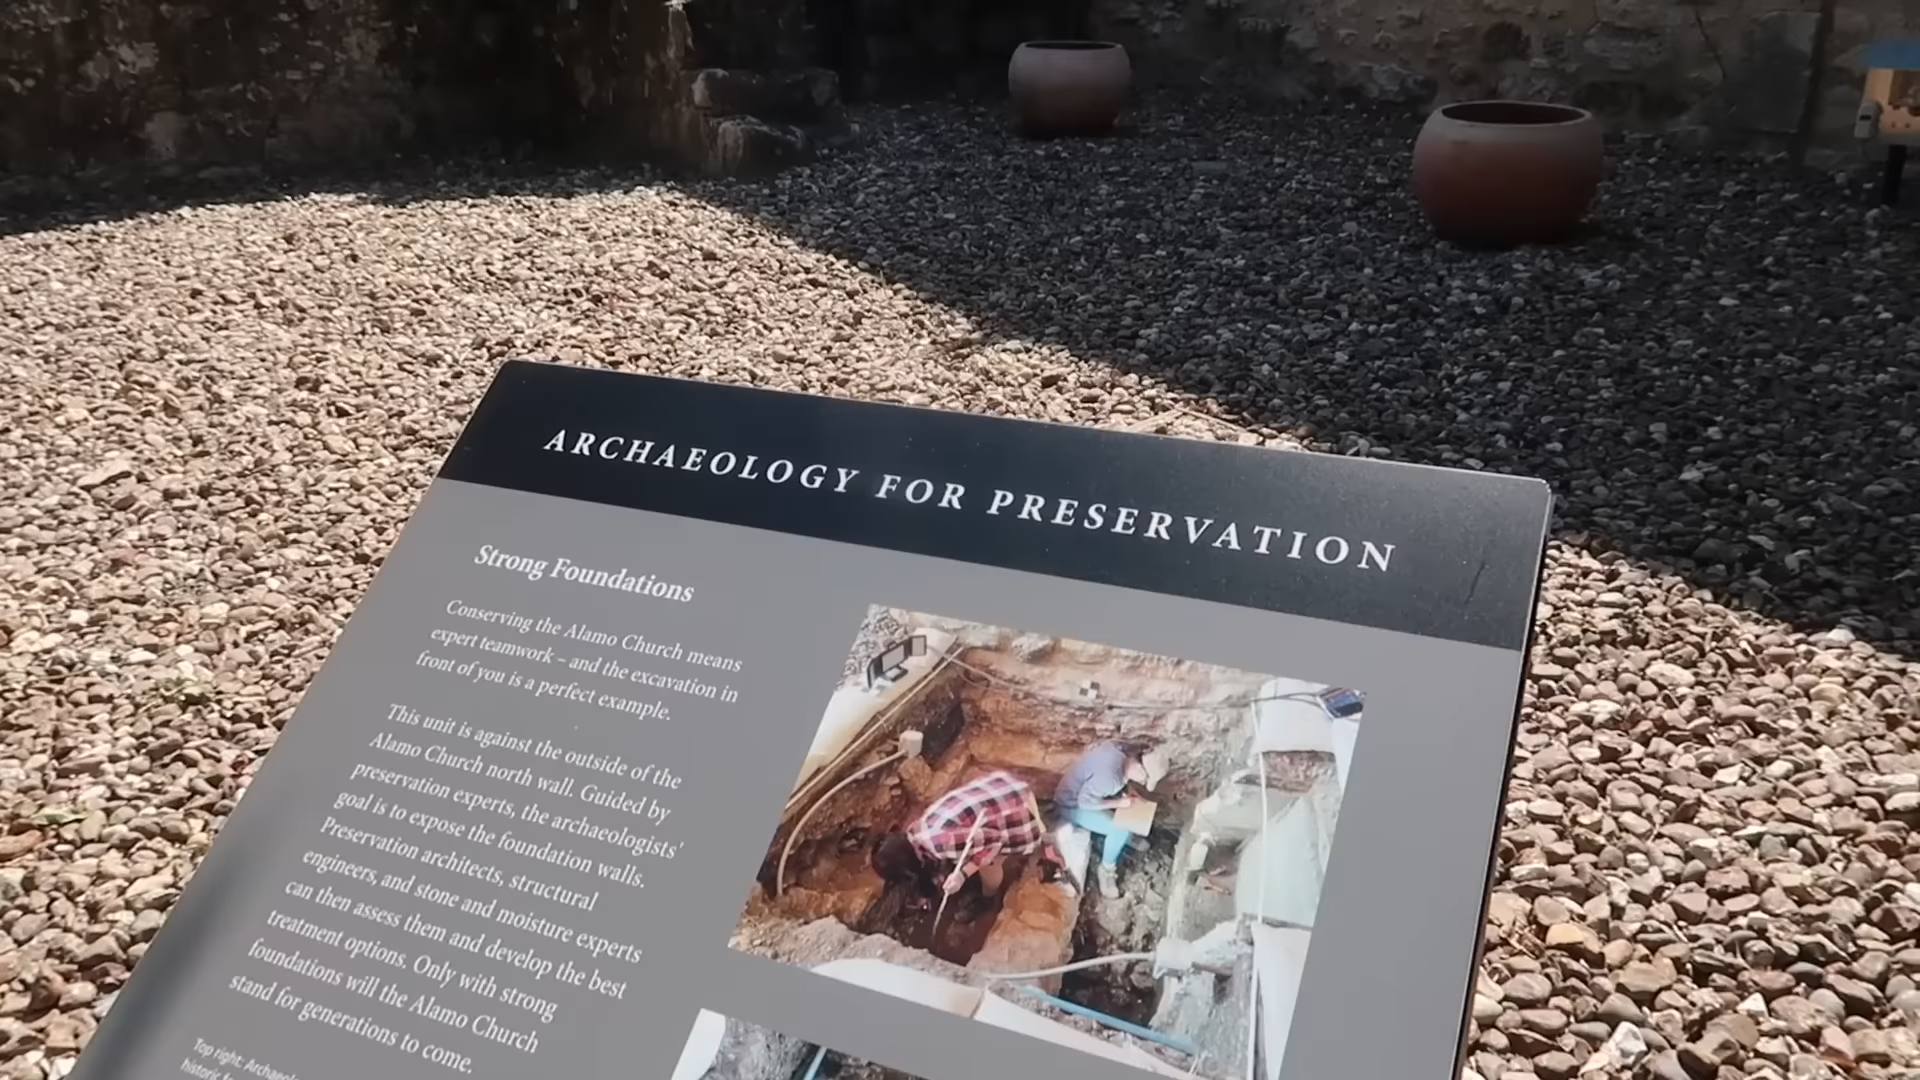 ARCHAEOLOGY FOR PRESERVATION
Strong Foundations
Conserving the Alamo Church means
expert teamwork – and the excavation in
front of you is a perfect example.
This unit is against the outside of the
Alamo Church north wall. Guided by
preservation experts, the archaeologists'
goal is to expose the foundation walls.
Preservation architects, structural
engineers, and stone and moisture experts
can then assess them and develop the best
treatment options. Only with strong
foundations will the Alamo Church
stand for generations to come.
Top right:
historic